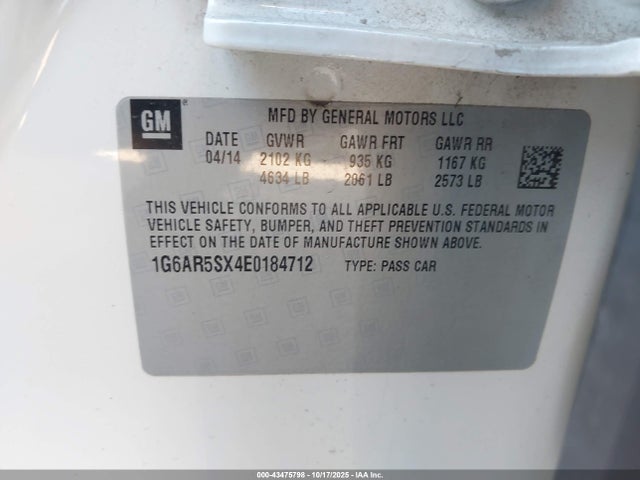 GM
MFD BY GENERAL MOTORS LLC
DATE GVWR GAWR FRT GAWR RR
04/14 2102 KG 935 KG 1167 KG
4634 LB 2061 LB 2573 LB
THIS VEHICLE CONFORMS TO ALL APPLICABLE U.S. FEDERAL MOTOR
VEHICLE SAFETY, BUMPER, AND THEFT PREVENTION STANDARDS IN
EFFECT ON THE DATE OF MANUFACTURE SHOWN ABOVE.
1G6AR5SX4E0184712 TYPE: PASS CAR
000-43475798 - 10/17/2025 - IAA Inc.